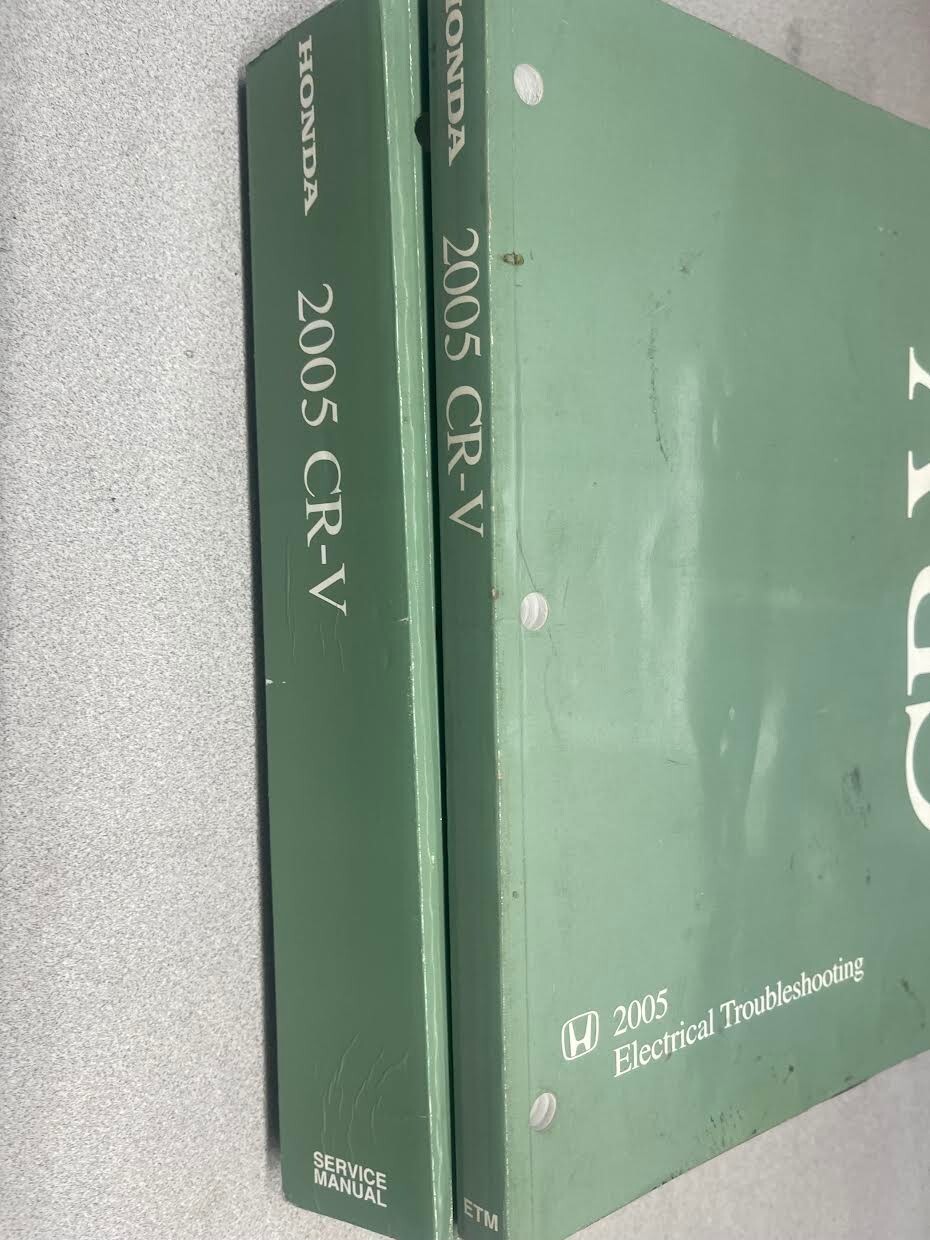 HONDA
2005 CR-V
SERVICE
MANUAL
HONDA
2005 CR-V
ETM
2005
Electrical Troubleshooting